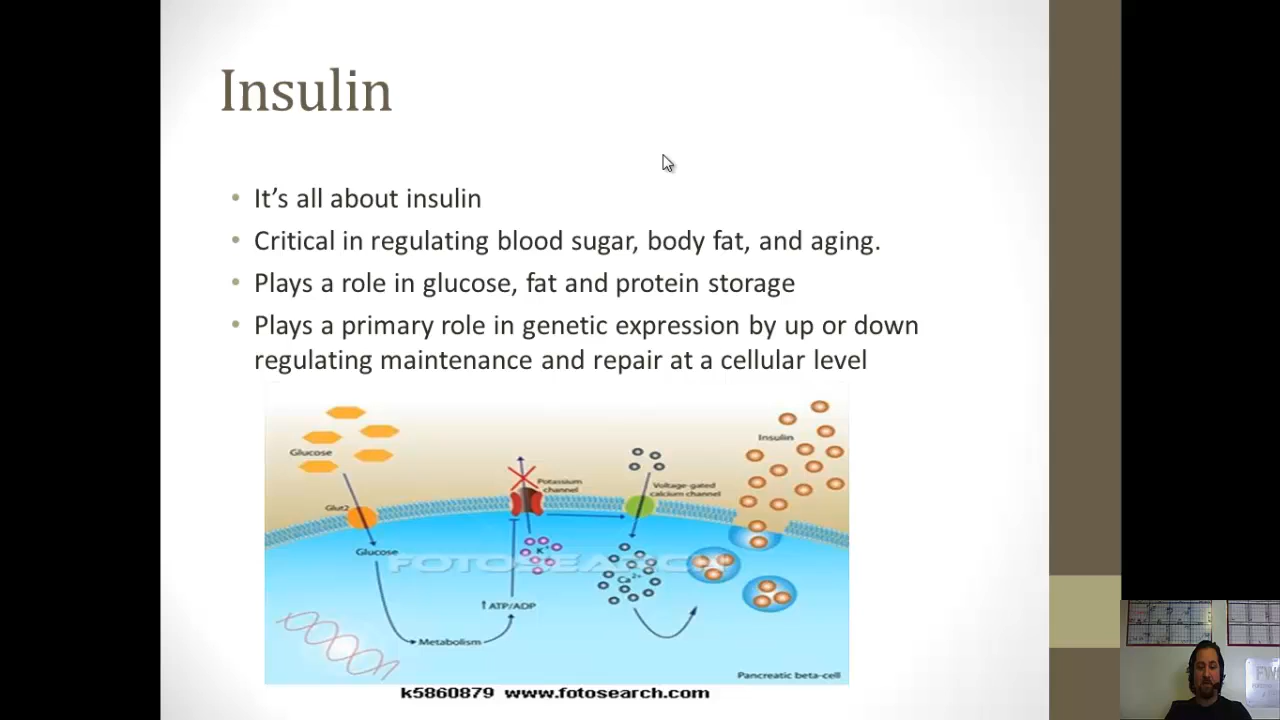 Insulin
• It’s all about insulin
• Critical in regulating blood sugar, body fat, and aging.
• Plays a role in glucose, fat and protein storage
• Plays a primary role in genetic expression by up or down
regulating maintenance and repair at a cellular level
Glucose
Insulin
Potassium
channel
Voltage-gated
calcium channel
Glut2
Glucose
K+
FOTOSEARCH
Ca2+
↑ATP/ADP
Metabolism
Pancreatic beta-cell
k5860879 www.fotosearch.com